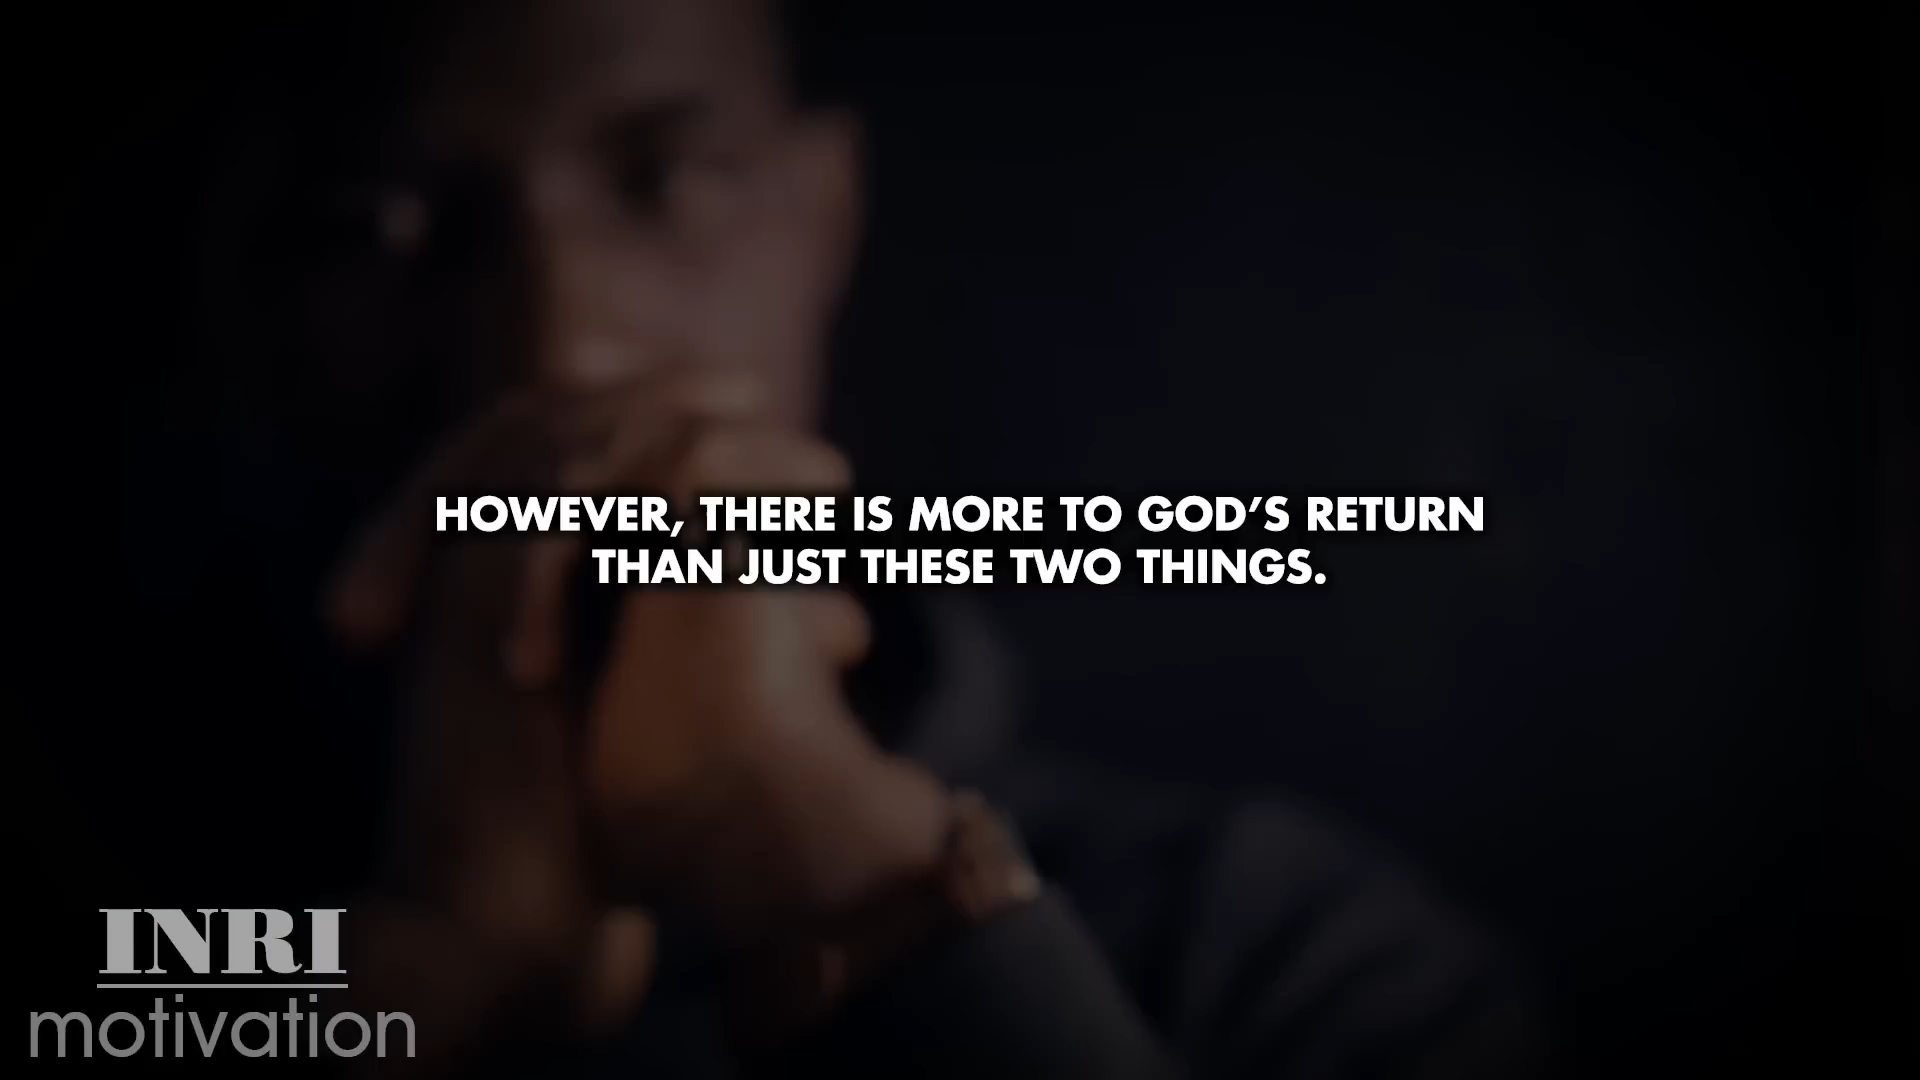 HOWEVER, THERE IS MORE TO GOD’S RETURN
THAN JUST THESE TWO THINGS.
INRI
motivation